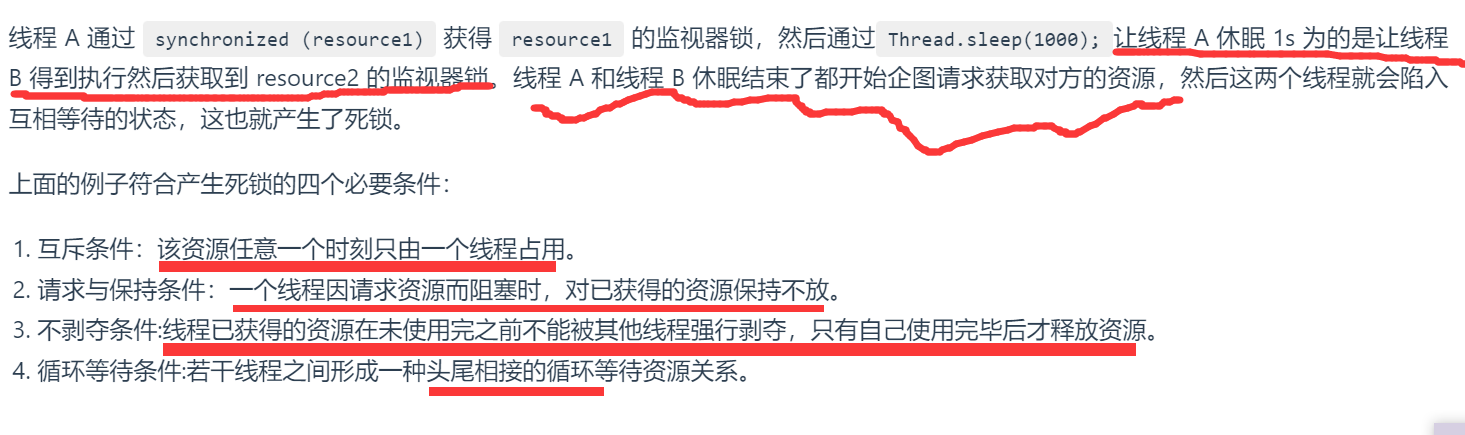 线程 A 通过 synchronized (resource1) 获得 resource1 的监视器锁，然后通过 Thread.sleep(1000); 让线程 A 休眠 1s 为的是让线程
B 得到执行然后获取到 resource2 的监视器锁。线程 A 和线程 B 休眠结束了都开始企图请求获取对方的资源，然后这两个线程就会陷入
互相等待的状态，这也就产生了死锁。
上面的例子符合产生死锁的四个必要条件：
1. 互斥条件：该资源任意一个时刻只由一个线程占用。
2. 请求与保持条件：一个线程因请求资源而阻塞时，对已获得的资源保持不放。
3. 不剥夺条件:线程已获得的资源在未使用完之前不能被其他线程强行剥夺，只有自己使用完毕后才释放资源。
4. 循环等待条件:若干线程之间形成一种头尾相接的循环等待资源关系。